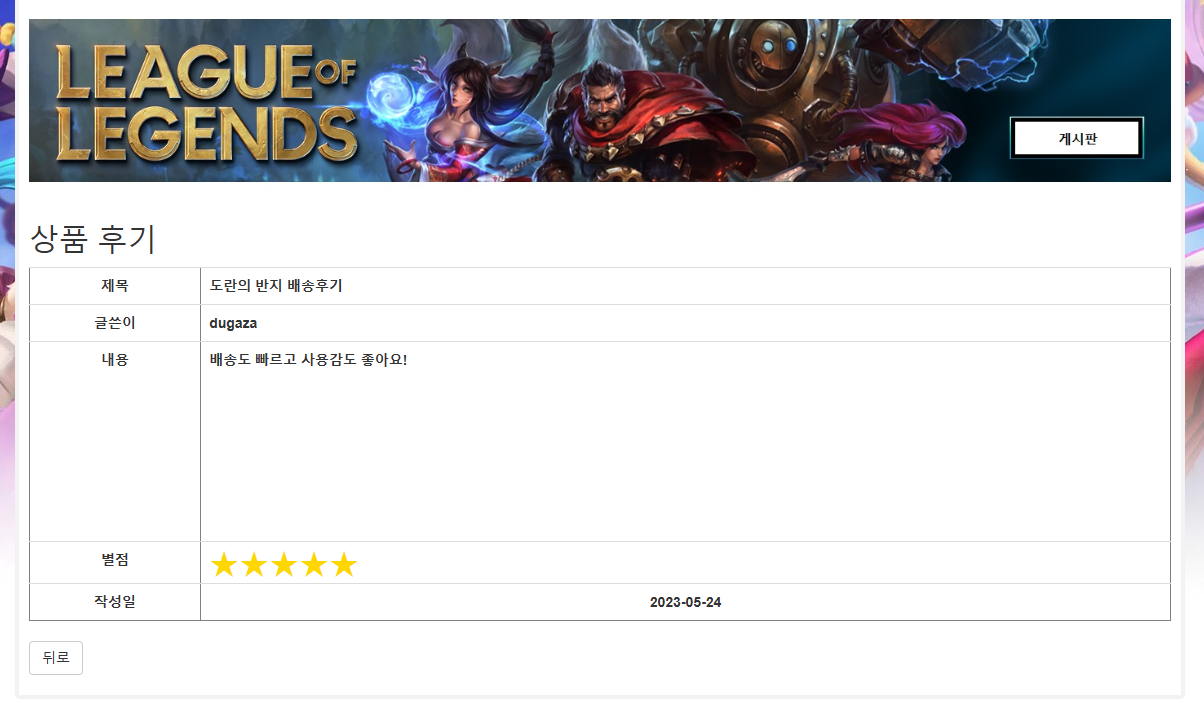 LEAGUE OF
LEGENDS
게시판
상품 후기
제목 도란의 반지 배송후기
글쓴이 dugaza
내용 배송도 빠르고 사용감도 좋아요!
별점 ★★★★★
작성일 2023-05-24
뒤로